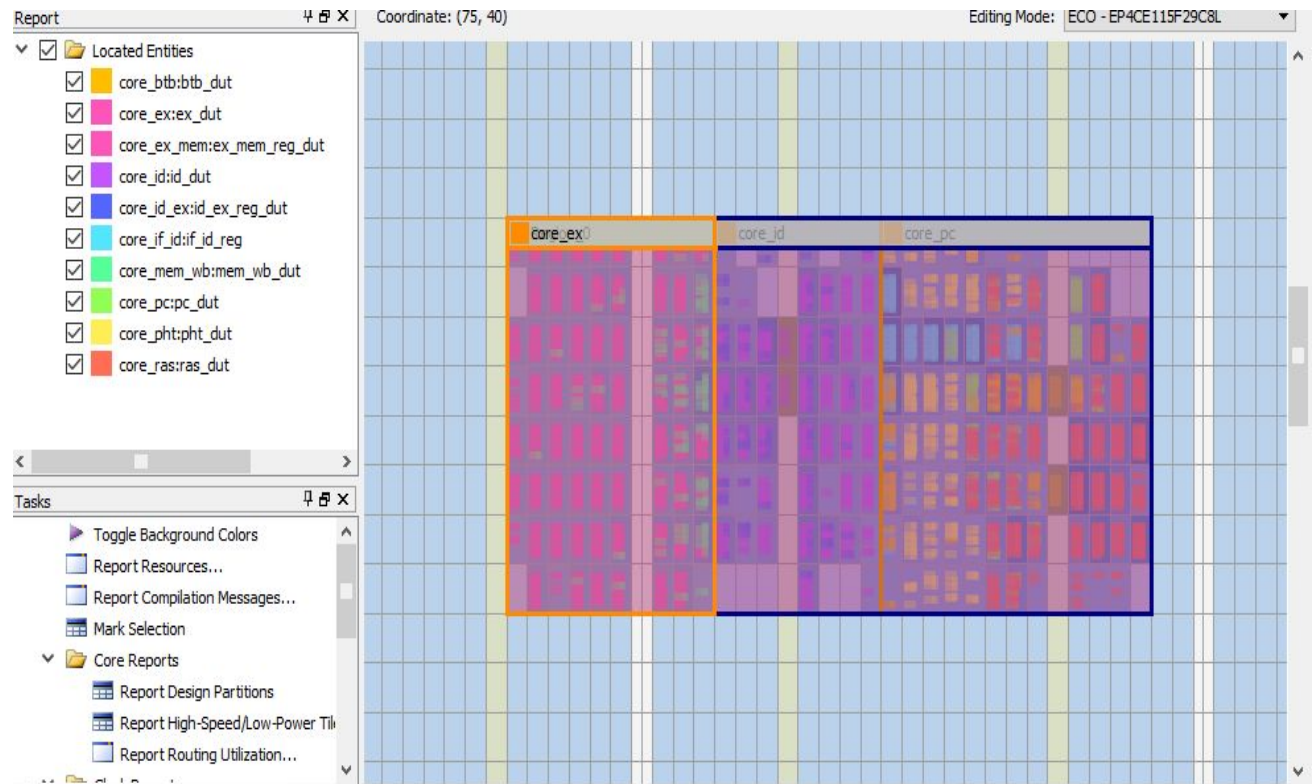 Report
Coordinate: (75, 40)
Editing Mode: ECO - EP4CE115F29C8L
Located Entities
core_btb:btb_dut
core_ex:ex_dut
core_ex_mem:ex_mem_reg_dut
core_id:id_dut
core_id_ex:id_ex_reg_dut
core_if_id:if_id_reg
core_mem_wb:mem_wb_dut
core_pc:pc_dut
core_pht:pht_dut
core_ras:ras_dut
core_ex
core_id
core_pc
Tasks
Toggle Background Colors
Report Resources...
Report Compilation Messages...
Mark Selection
Core Reports
Report Design Partitions
Report High-Speed/Low-Power Til
Report Routing Utilization...